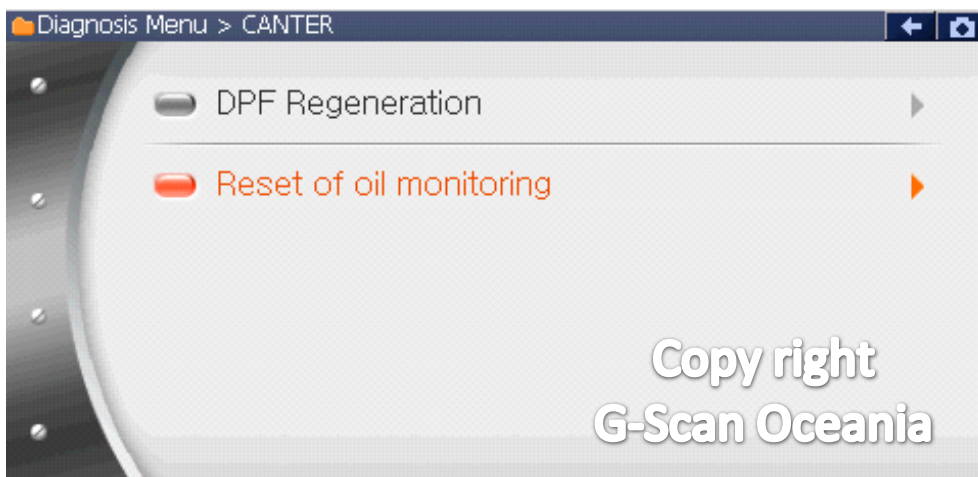 Diagnosis Menu > CANTER
DPF Regeneration
Reset of oil monitoring
Copy right
G-Scan Oceania